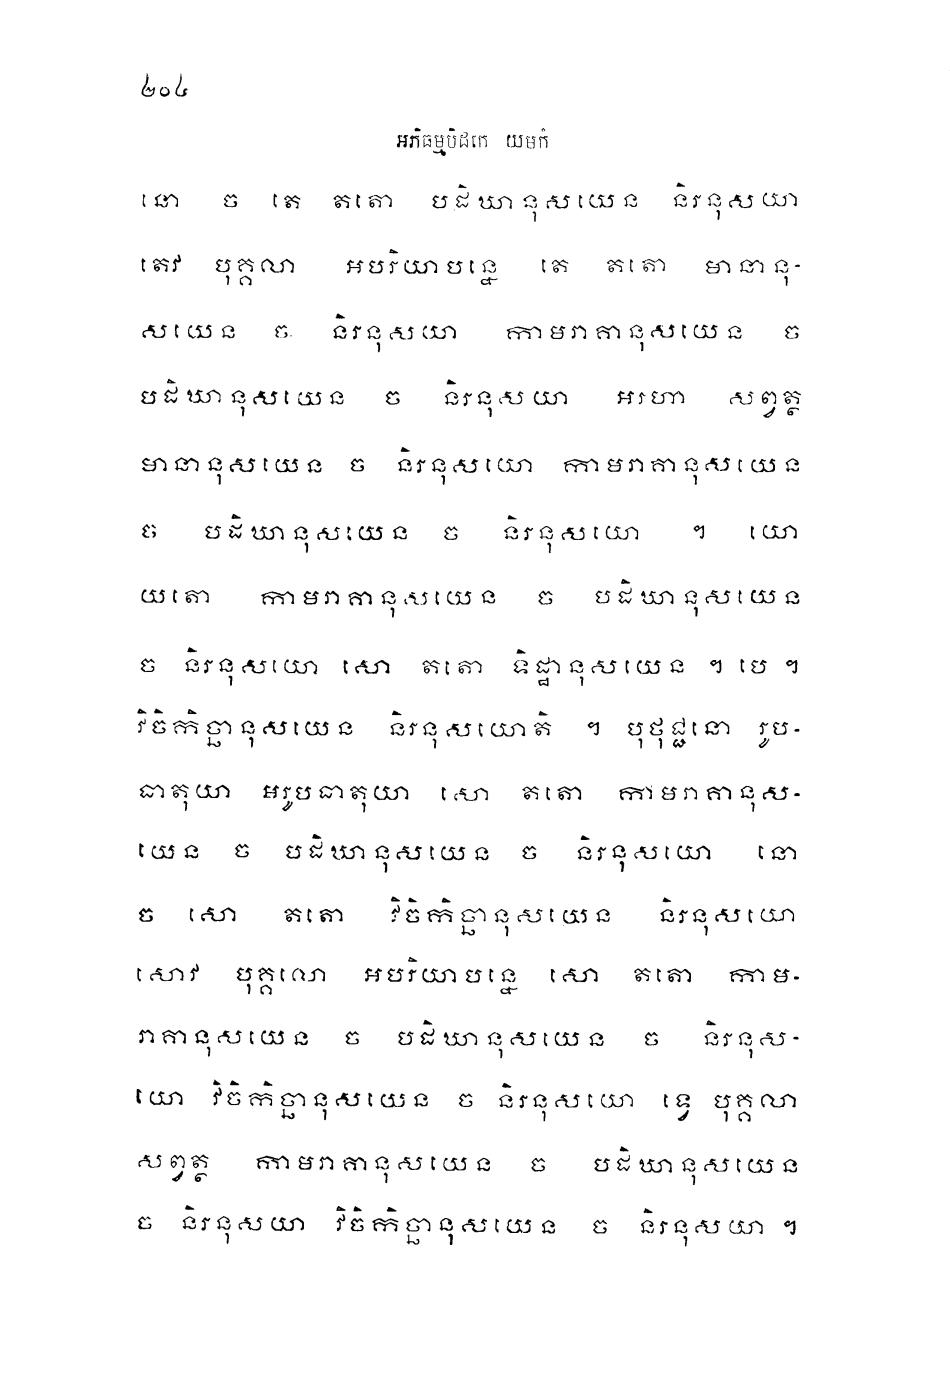 ២០៤
អភិធម្មបិដកេ យមកំ
នោ ច តេ តតោ បដិឃានុសយេន និរនុសយា
តេវ បុគ្គលា អបរិយាបន្នេ តេ តតោ មានានុ-
សយេន ច និរនុសយា កាមរាគានុសយេន ច
បដិឃានុសយេន ច និរនុសយា អរហា សព្វត្ថ
មានានុសយេន ច និរនុសយោ កាមរាគានុសយេន
ច បដិឃានុសយេន ច និរនុសយោ ។ យោ
យតោ កាមរាគានុសយេន ច បដិឃានុសយេន
ច និរនុសយោ សោ តតោ ទិដ្ឋានុសយេន ។ បេ ។
វិចិកិច្ឆានុសយេន និរនុសយោតិ ។ បុថុជ្ជនោ រូប-
ធាតុយា អរូបធាតុយា សោ តតោ កាមរាគានុស-
យេន ច បដិឃានុសយេន ច និរនុសយោ នោ
ច សោ តតោ វិចិកិច្ឆានុសយេន និរនុសយោ
សោវ បុគ្គលោ អបរិយាបន្នេ សោ តតោ កាម-
រាគានុសយេន ច បដិឃានុសយេន ច និរនុស-
យោ វិចិកិច្ឆានុសយេន ច និរនុសយោ ទ្វេ បុគ្គលា
សព្វត្ថ កាមរាគានុសយេន ច បដិឃានុសយេន
ច និរនុសយា វិចិកិច្ឆានុសយេន ច និរនុសយា ។